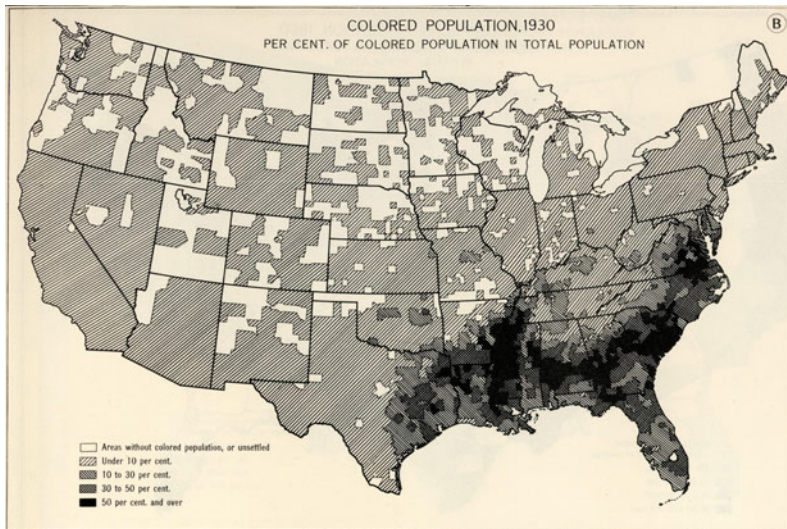 COLORED POPULATION, 1930
B
PER CENT. OF COLORED POPULATION IN TOTAL POPULATION
Areas without colored population, or unsettled
Under 10 per cent.
10 to 30 per cent.
30 to 50 per cent.
50 per cent. and over